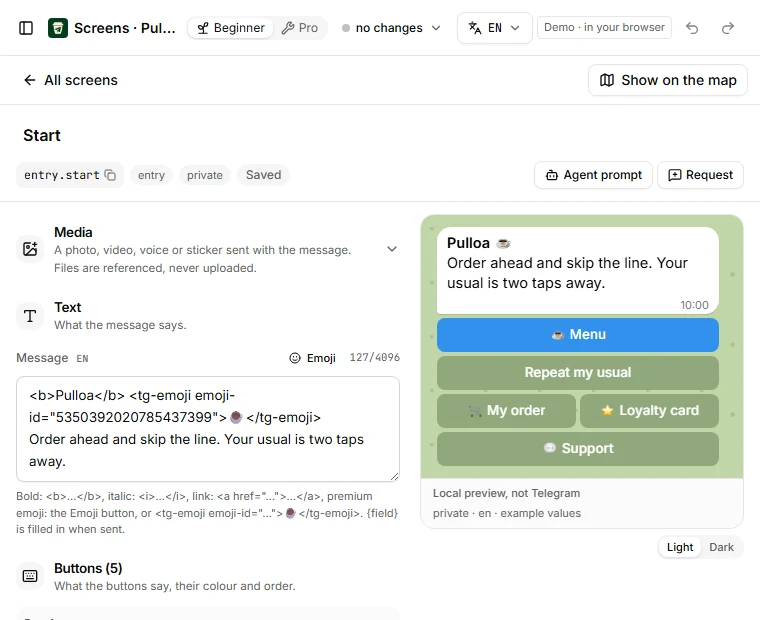 Screens · Pul...
Beginner
Pro
no changes
EN
Demo · in your browser
All screens
Show on the map
Start
entry.start
entry
private
Saved
Agent prompt
Request
Media
A photo, video, voice or sticker sent with the message.
Files are referenced, never uploaded.
Text
What the message says.
Message EN
Emoji
127/4096
<b>Pulloa</b> <tg-emoji emoji-
id="5350392020785437399"></tg-emoji>
Order ahead and skip the line. Your usual is two taps
away.
Bold: <b>...</b>, italic: <i>...</i>, link: <a href="...">...</a>, premium
emoji: the Emoji button, or <tg-emoji emoji-id="..."></tg-emoji>. {field}
is filled in when sent.
Buttons (5)
What the buttons say, their colour and order.
Pulloa
Order ahead and skip the line. Your
usual is two taps away.
10:00
Menu
Repeat my usual
My order
Loyalty card
Support
Local preview, not Telegram
private · en · example values
Light
Dark